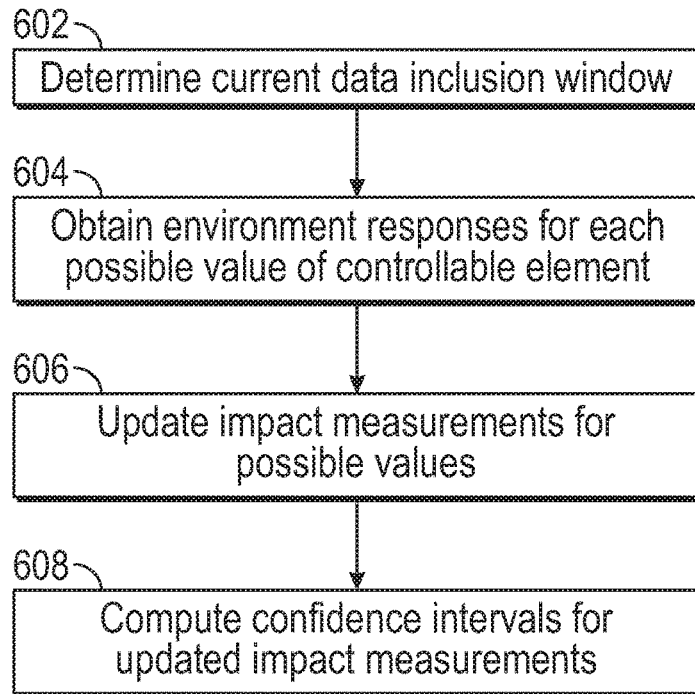 602
Determine current data inclusion window
604
Obtain environment responses for each
possible value of controllable element
606
Update impact measurements for
possible values
608
Compute confidence intervals for
updated impact measurements